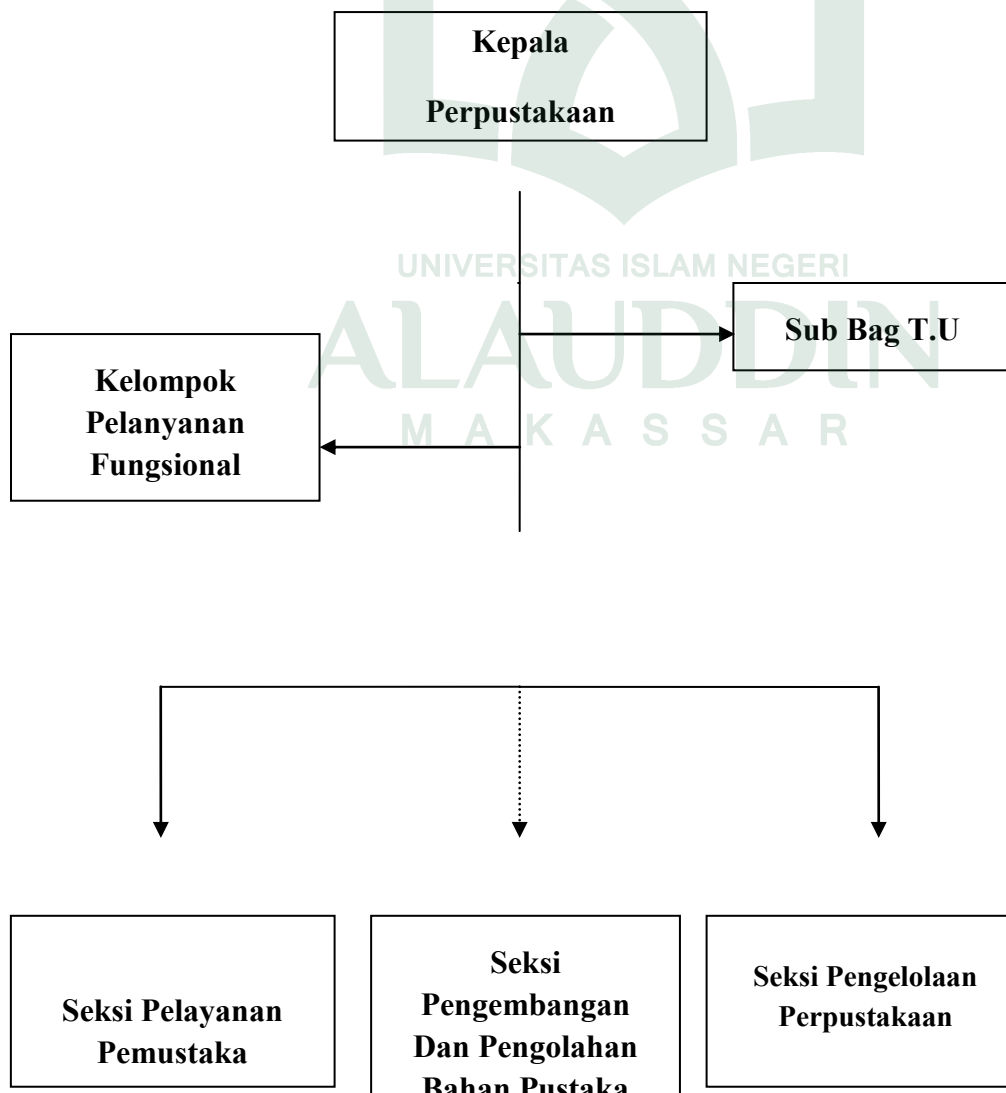 Kepala
Perpustakaan
UNIVERSITAS ISLAM NEGERI
ALAUDDIN
MAKASSAR
Sub Bag T.U
Kelompok
Pelanyanan
Fungsional
Seksi Pelayanan
Pemustaka
Seksi
Pengembangan
Dan Pengolahan
Bahan Pustaka
Seksi Pengelolaan
Perpustakaan